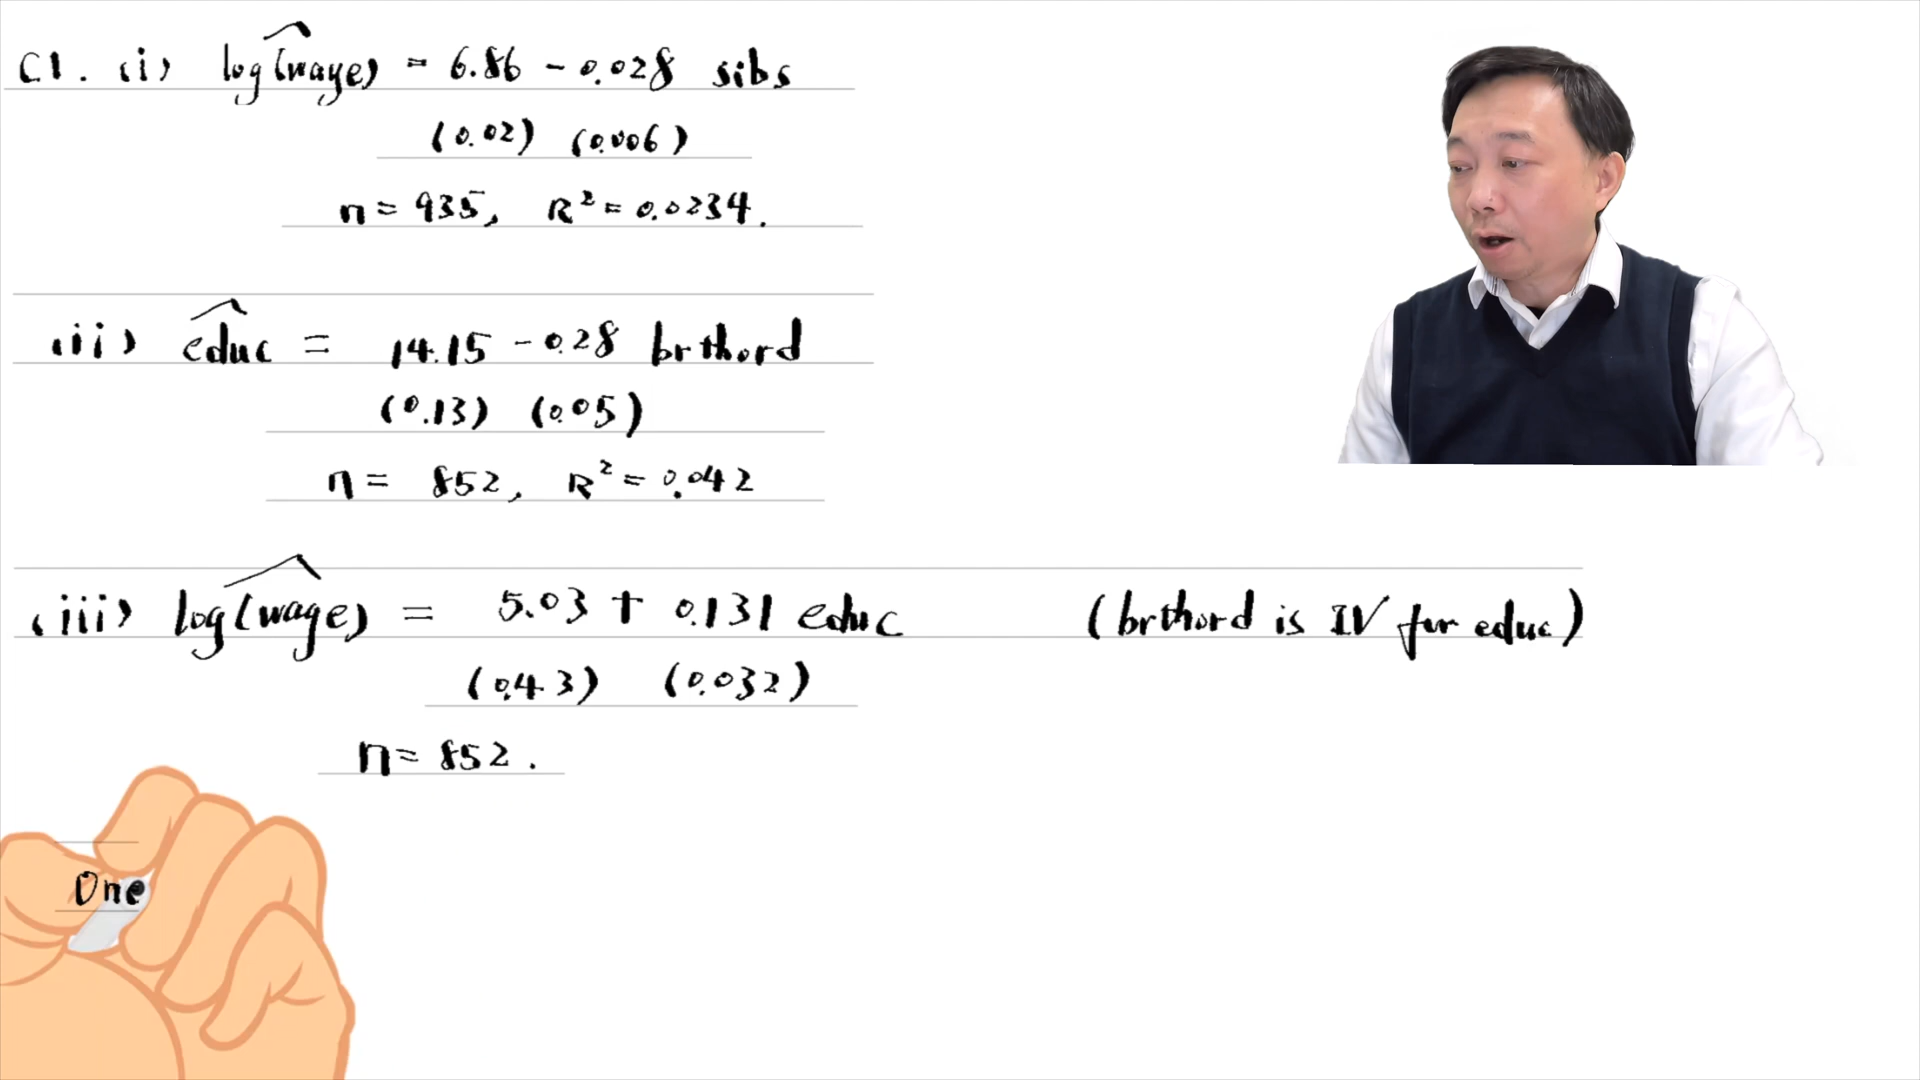 C1. (i) log(wage) = 6.86 - 0.028 sibs
(0.02) (0.006)
n = 935, R² = 0.0234.
(ii) educ = 14.15 - 0.28 brthord
(0.13) (0.05)
n = 852, R² = 0.042
(iii) log(wage) = 5.03 + 0.131 educ (brthord is IV for educ)
(0.43) (0.032)
n = 852.
One